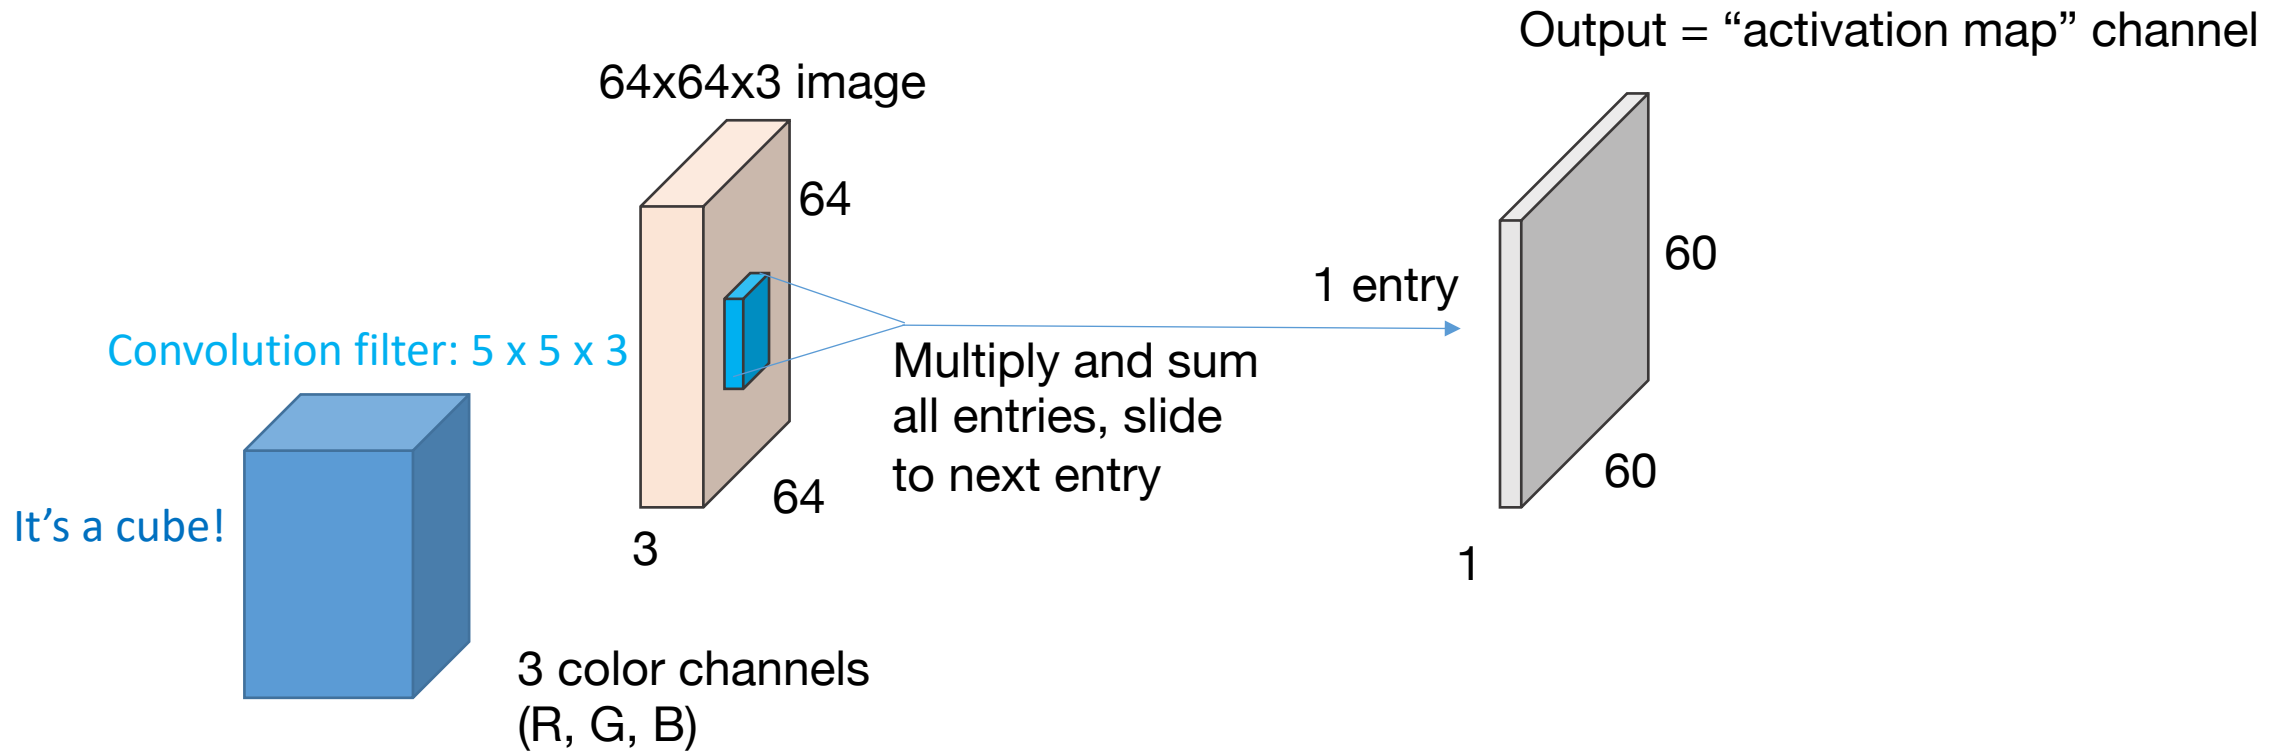 Output = “activation map” channel
64x64x3 image
64
60
1 entry
Convolution filter: 5 x 5 x 3
Multiply and sum
all entries, slide
to next entry
60
64
It’s a cube!
3
1
3 color channels
(R, G, B)